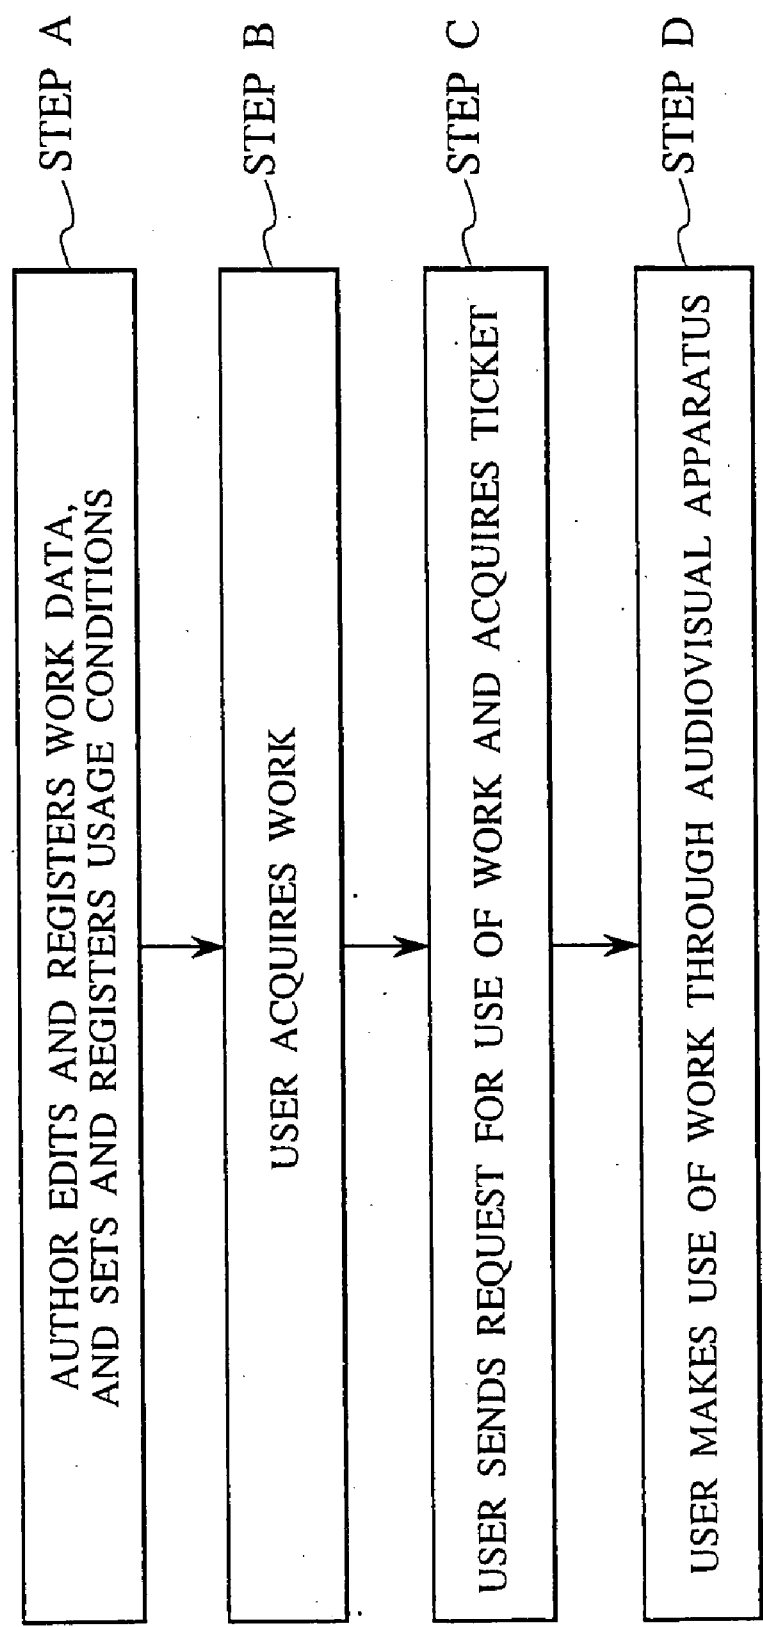 AUTHOR EDITS AND REGISTERS WORK DATA,
AND SETS AND REGISTERS USAGE CONDITIONS
STEP A
USER ACQUIRES WORK
STEP B
USER SENDS REQUEST FOR USE OF WORK AND ACQUIRES TICKET
STEP C
USER MAKES USE OF WORK THROUGH AUDIOVISUAL APPARATUS
STEP D